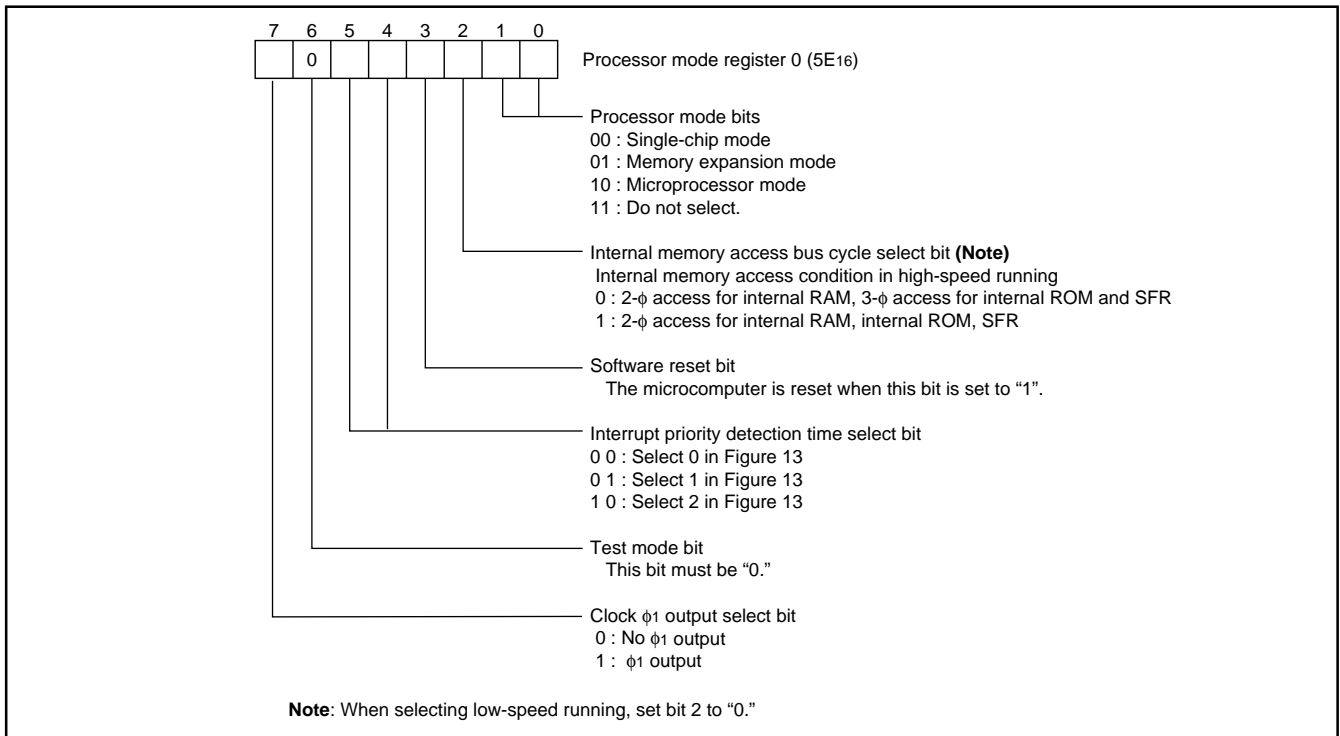 7 6 5 4 3 2 1 0
0
Processor mode register 0 (5E16)
Processor mode bits
00 : Single-chip mode
01 : Memory expansion mode
10 : Microprocessor mode
11 : Do not select.
Internal memory access bus cycle select bit (Note)
Internal memory access condition in high-speed running
0 : 2-ϕ access for internal RAM, 3-ϕ access for internal ROM and SFR
1 : 2-ϕ access for internal RAM, internal ROM, SFR
Software reset bit
The microcomputer is reset when this bit is set to “1”.
Interrupt priority detection time select bit
0 0 : Select 0 in Figure 13
0 1 : Select 1 in Figure 13
1 0 : Select 2 in Figure 13
Test mode bit
This bit must be “0.”
Clock ϕ1 output select bit
0 : No ϕ1 output
1 : ϕ1 output
Note: When selecting low-speed running, set bit 2 to “0.”